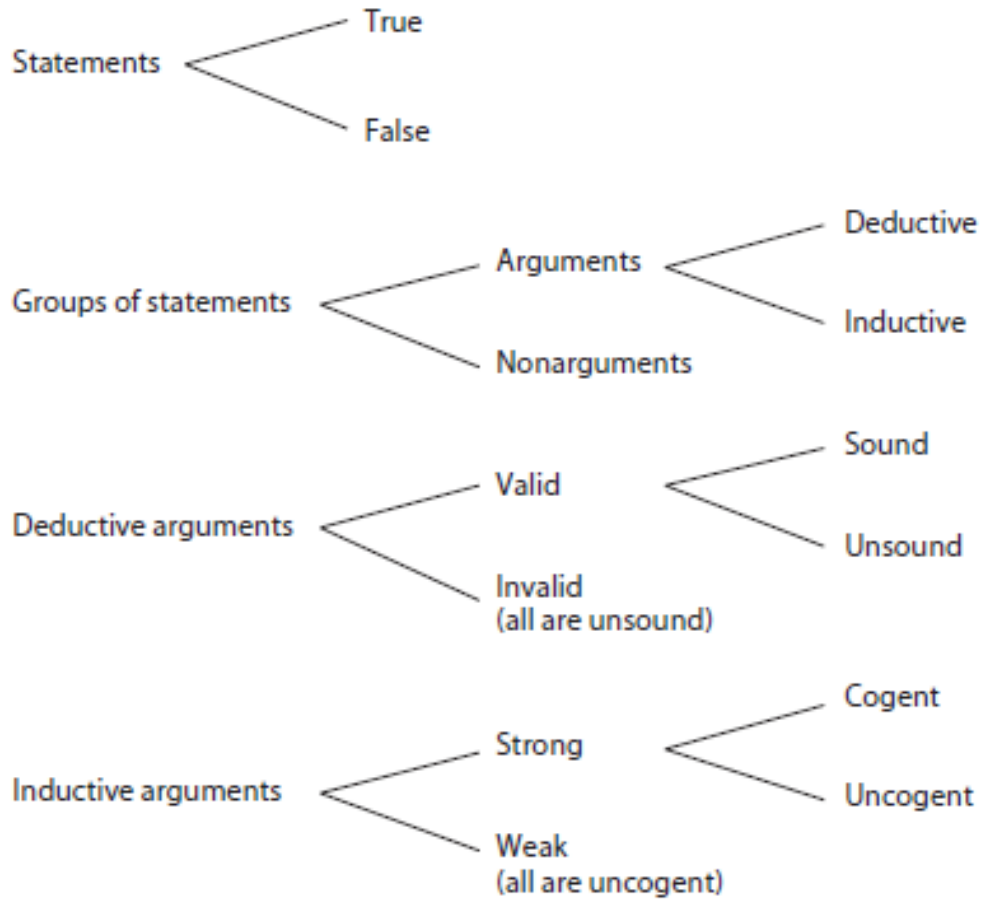 True
Statements
False
Deductive
Arguments
Groups of statements
Inductive
Nonarguments
Sound
Valid
Deductive arguments
Unsound
Invalid
(all are unsound)
Cogent
Strong
Inductive arguments
Uncogent
Weak
(all are uncogent)